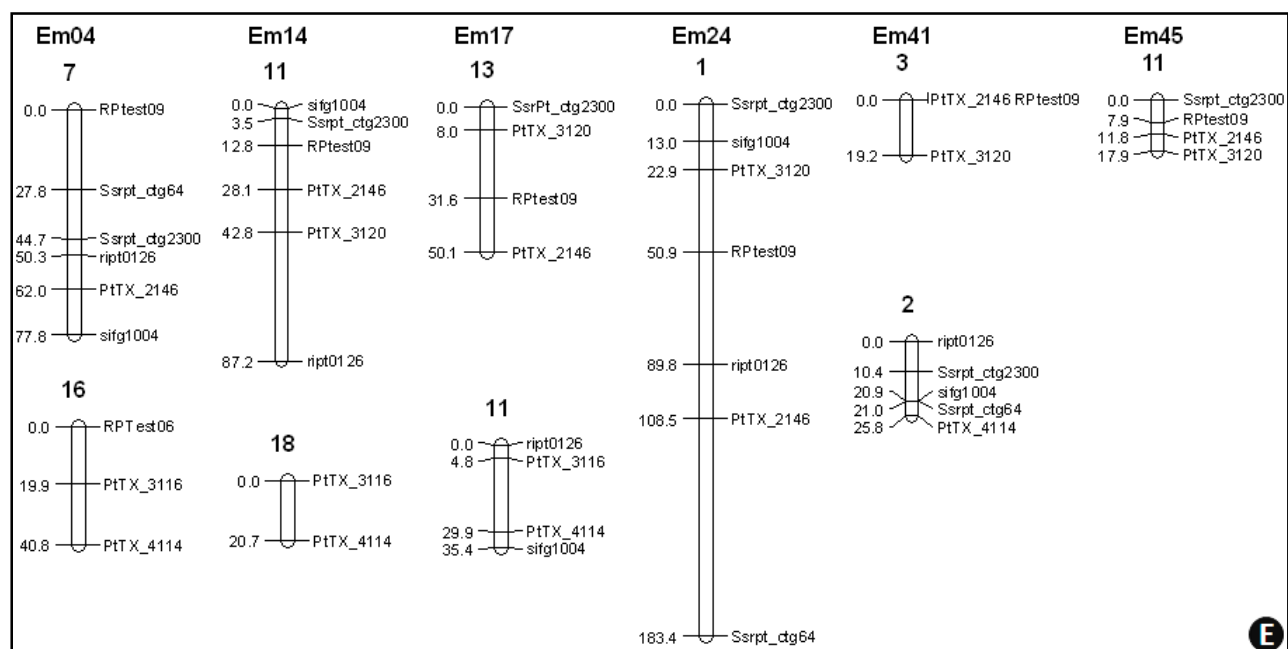 Em04 Em14 Em17 Em24 Em41 Em45
7
0.0 RPtest09
27.8 Ssrpt_ctg64
44.7 Ssrpt_ctg2300
50.3 ript0126
62.0 PtTX_2146
77.8 sifg1004
16
0.0 RPTest06
19.9 PtTX_3116
40.8 PtTX_4114
11
0.0 sifg1004
3.5 Ssrpt_ctg2300
12.8 RPtest09
28.1 PtTX_2146
42.8 PtTX_3120
87.2 ript0126
18
0.0 PtTX_3116
20.7 PtTX_4114
13
0.0 SsrPt_ctg2300
8.0 PtTX_3120
31.6 RPtest09
50.1 PtTX_2146
11
0.0 ript0126
4.8 PtTX_3116
29.9 PtTX_4114
35.4 sifg1004
1
0.0 Ssrpt_ctg2300
13.0 sifg1004
22.9 PtTX_3120
50.9 RPtest09
89.8 ript0126
108.5 PtTX_2146
183.4 Ssrpt_ctg64
3
0.0 PtTX_2146 RPtest09
19.2 PtTX_3120
2
0.0 ript0126
10.4 Ssrpt_ctg2300
20.9 sifg1004
21.0 Ssrpt_ctg64
25.8 PtTX_4114
11
0.0 Ssrpt_ctg2300
7.9 RPtest09
11.8 PtTX_2146
17.9 PtTX_3120
E